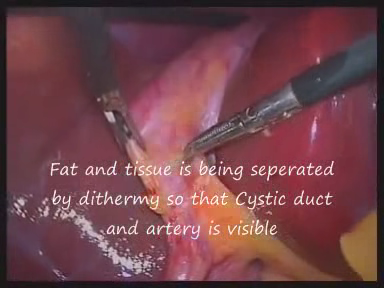 Fat and tissue is being seperated
by dithermy so that Cystic duct
and artery is visible